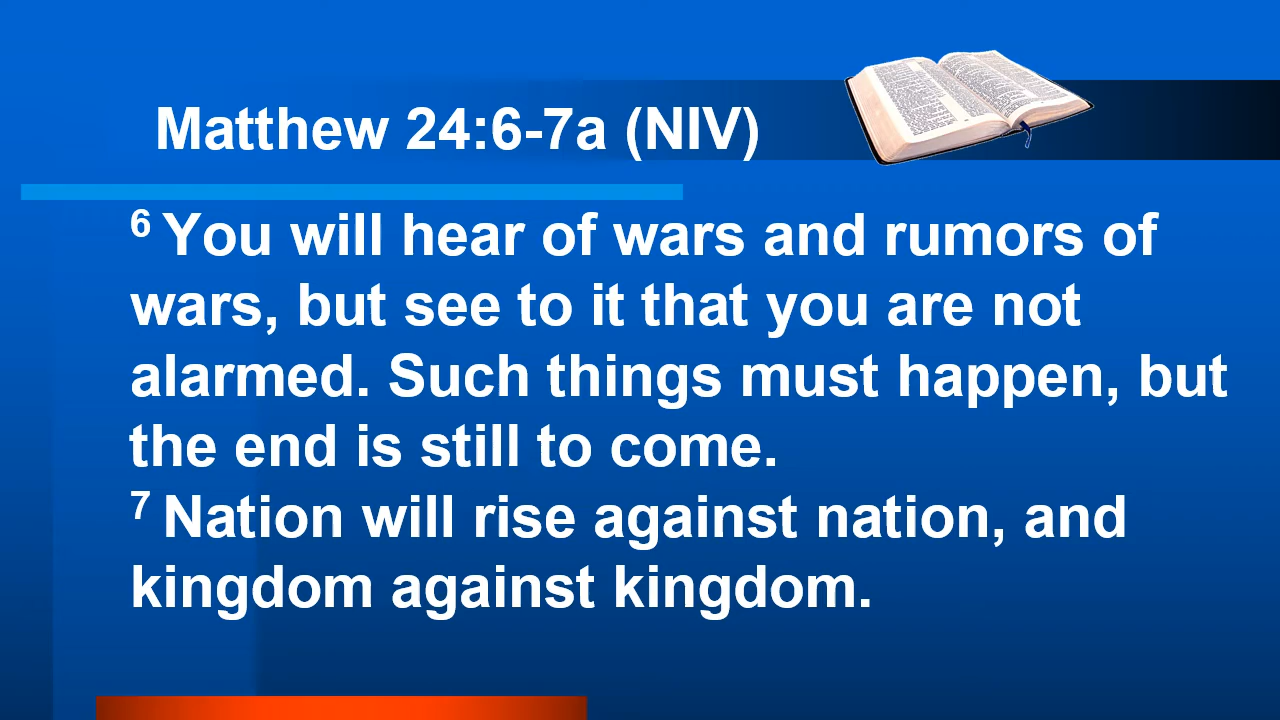 Matthew 24:6-7a (NIV)
6 You will hear of wars and rumors of
wars, but see to it that you are not
alarmed. Such things must happen, but
the end is still to come.
7 Nation will rise against nation, and
kingdom against kingdom.